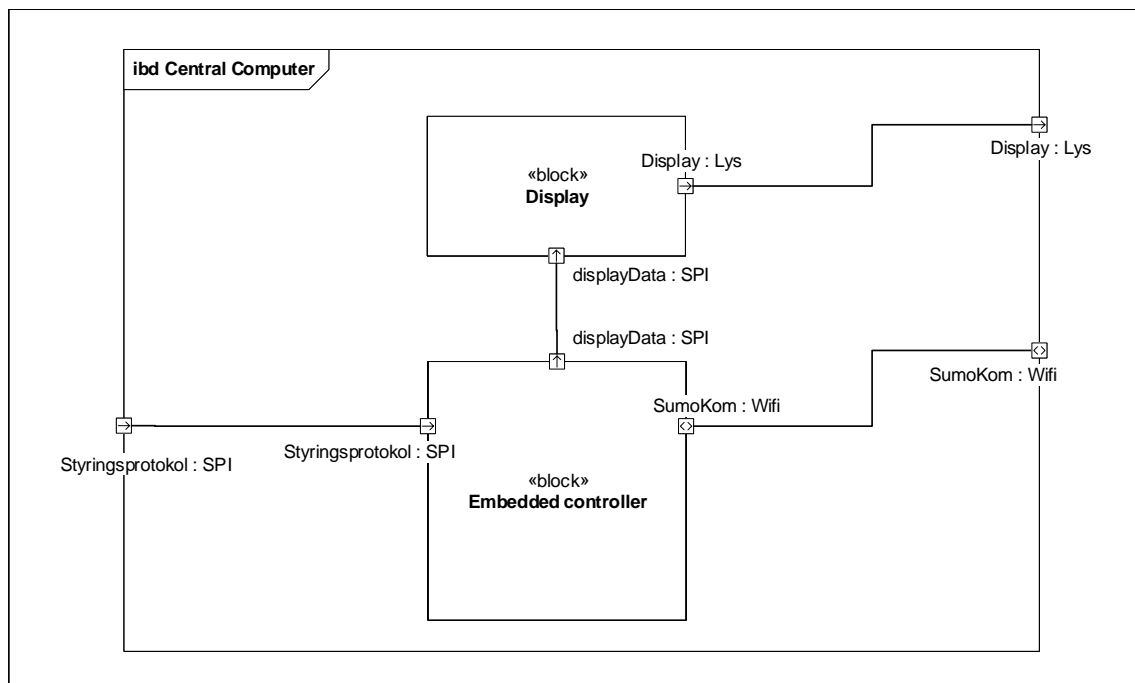 ibd Central Computer
Display : Lys
Display : Lys
«block»
Display
displayData : SPI
displayData : SPI
SumoKom : Wifi
SumoKom : Wifi
Styringsprotokol : SPI
Styringsprotokol : SPI
«block»
Embedded controller